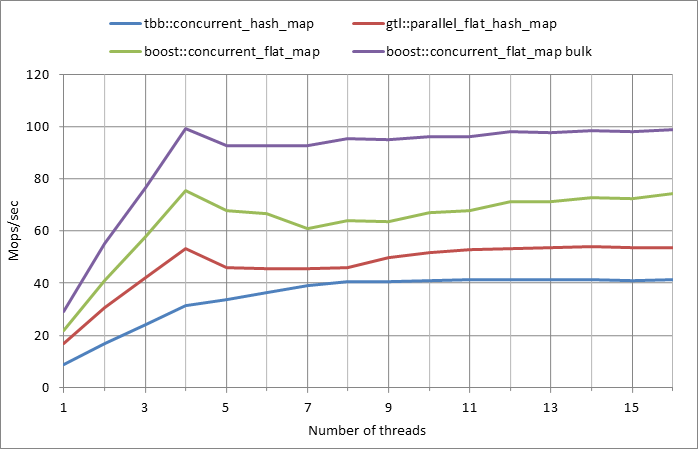 tbb::concurrent_hash_map gtl::parallel_flat_hash_map
boost::concurrent_flat_map boost::concurrent_flat_map bulk
120
100
80
60
40
20
0
Mops/sec
1 3 5 7 9 11 13 15
Number of threads